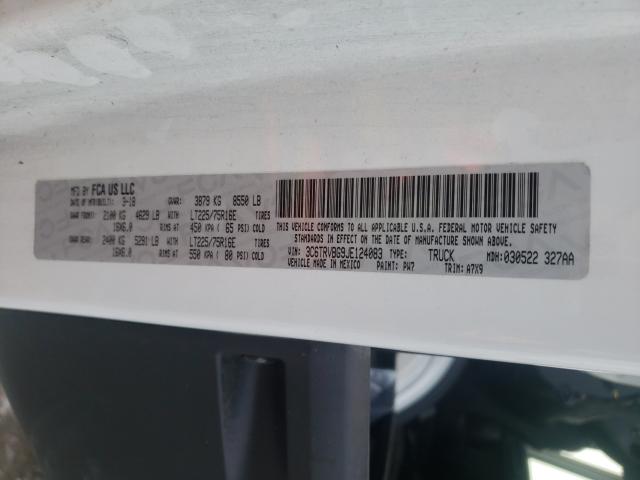 MFD BY FCA US LLC
DATE OF MFR(BUILT): 3-18 GVWR: 3879 KG 8550 LB
GAWR FRONT: 2100 KG 4629 LB WITH LT225/75R16E TIRES
16X6.0 RIMS AT 450 KPA ( 65 PSI) COLD
GAWR REAR: 2400 KG 5291 LB WITH LT225/75R16E TIRES
16X6.0 RIMS AT 550 KPA ( 80 PSI) COLD
THIS VEHICLE CONFORMS TO ALL APPLICABLE U.S.A. FEDERAL MOTOR VEHICLE SAFETY
STANDARDS IN EFFECT ON THE DATE OF MANUFACTURE SHOWN ABOVE.
VIN: 3C6TRVBG9JE124083 TYPE: TRUCK MDH: 030522 327AA
VEHICLE MADE IN MEXICO PAINT: PW7 TRIM: A7X9